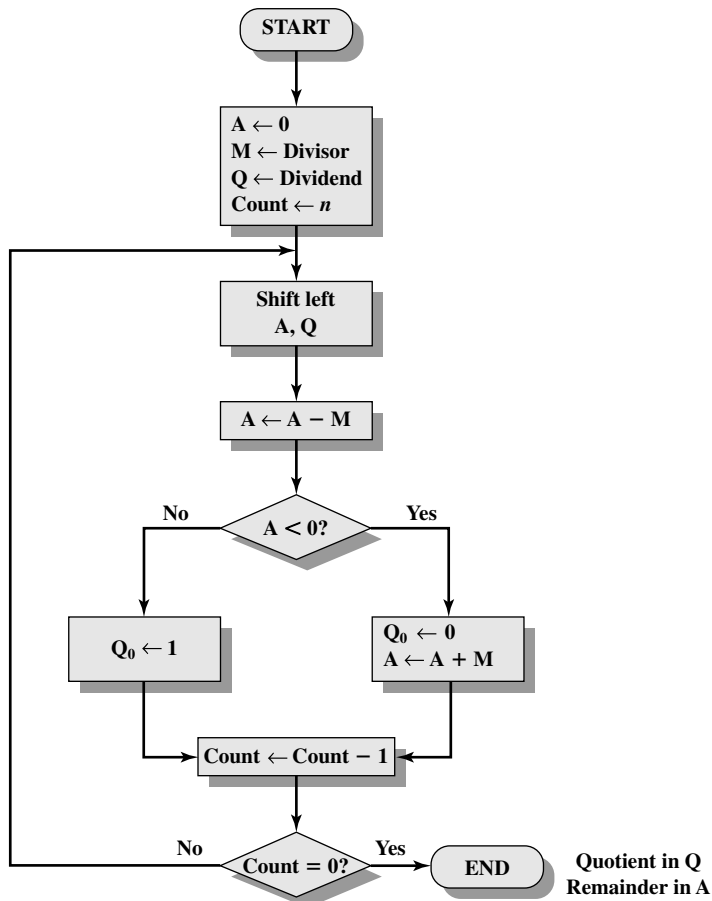 START
A ← 0
M ← Divisor
Q ← Dividend
Count ← n
Shift left
A, Q
A ← A − M
No
A < 0?
Yes
Q₀ ← 1
Q₀ ← 0
A ← A + M
Count ← Count − 1
No
Count = 0?
Yes
END
Quotient in Q
Remainder in A